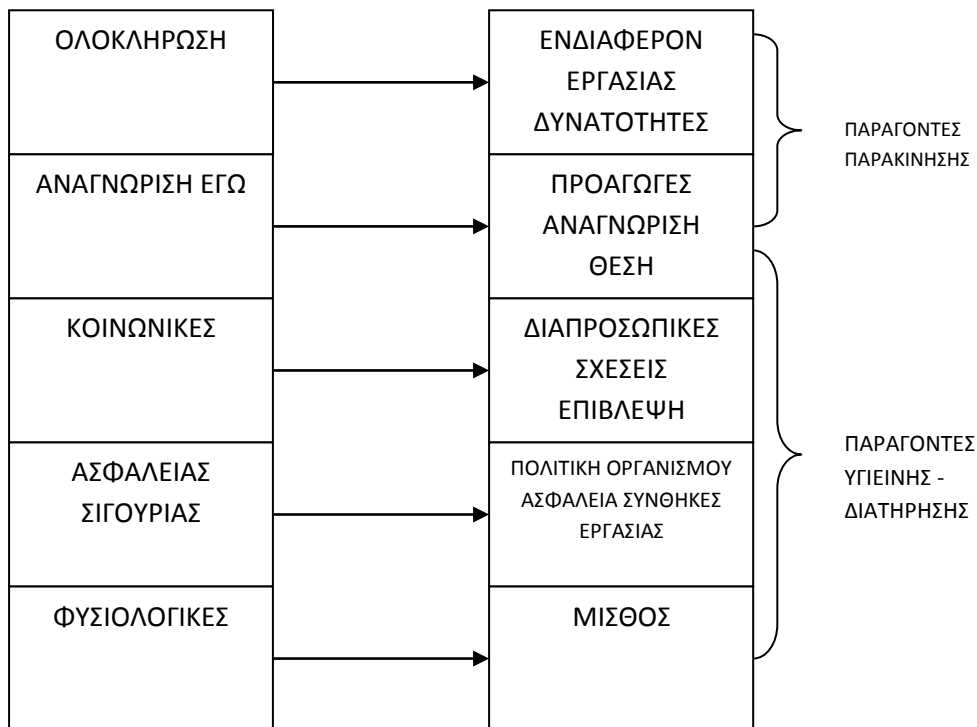 ΟΛΟΚΛΗΡΩΣΗ
ΕΝΔΙΑΦΕΡΟΝ
ΕΡΓΑΣΙΑΣ
ΔΥΝΑΤΟΤΗΤΕΣ
ΠΑΡΑΓΟΝΤΕΣ
ΠΑΡΑΚΙΝΗΣΗΣ
ΑΝΑΓΝΩΡΙΣΗ ΕΓΩ
ΠΡΟΑΓΩΓΕΣ
ΑΝΑΓΝΩΡΙΣΗ
ΘΕΣΗ
ΚΟΙΝΩΝΙΚΕΣ
ΔΙΑΠΡΟΣΩΠΙΚΕΣ
ΣΧΕΣΕΙΣ
ΕΠΙΒΛΕΨΗ
ΑΣΦΑΛΕΙΑΣ
ΣΙΓΟΥΡΙΑΣ
ΠΟΛΙΤΙΚΗ ΟΡΓΑΝΙΣΜΟΥ
ΑΣΦΑΛΕΙΑ ΣΥΝΘΗΚΕΣ
ΕΡΓΑΣΙΑΣ
ΠΑΡΑΓΟΝΤΕΣ
ΥΓΙΕΙΝΗΣ -
ΔΙΑΤΗΡΗΣΗΣ
ΦΥΣΙΟΛΟΓΙΚΕΣ
ΜΙΣΘΟΣ